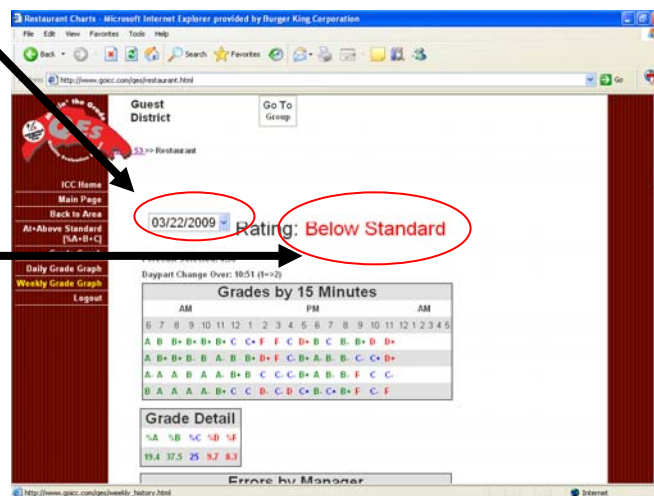 Restaurant Charts - Microsoft Internet Explorer provided by Burger King Corporation
File Edit View Favorites Tools Help
Back Search Favorites
http://www.goicc.com/qes/restaurant.html
Go
Guest
District
Go To
Group
QES
53 >> Restaurant
ICC Home
Main Page
Back to Area
At+Above Standard
[%A+B+C]
Daily Grade Graph
Weekly Grade Graph
Logout
03/22/2009
Rating: Below Standard
Daypart Change Over: 10:51 (1=>2)
Grades by 15 Minutes
AM PM AM
6 7 8 9 10 11 12 1 2 3 4 5 6 7 8 9 10 11 12 1 2 3 4 5
A B B+ B+ B+ B+ C C+ F F C D+ B C B- B+ D D+
A B+ B+ B- B A- B B+ D+ F C- B+ A- B- B- C- C+ D+
A- A A B A A- B+ B C C- C- B+ A B- B- F C C-
B A A A A- B+ C C D- C- D C+ B- C+ B+ F C- F
Grade Detail
%A %B %C %D %F
19.4 37.5 25 9.7 8.3
Errors by Manager
http://www.goicc.com/qes/weekly_history.html
Internet